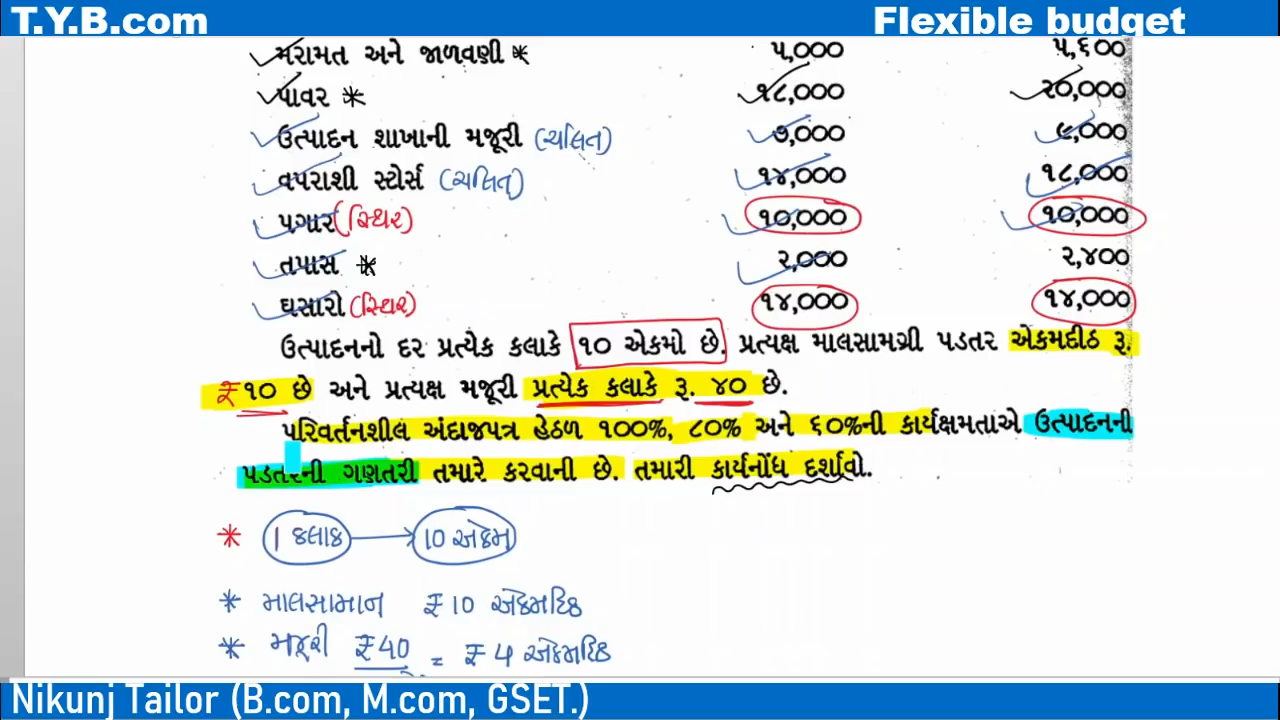 T.Y.B.com Flexible budget
મરામત અને જાળવણી * ૫,૦૦૦ ૫,૬૦૦
પાવર * ૧૮,૦૦૦ ૨૦,૦૦૦
ઉત્પાદન શાખાની મજૂરી (ચલિત) ૭,૦૦૦ ૯,૦૦૦
વપરાશી સ્ટોર્સ (ચલિત) ૧૪,૦૦૦ ૧૮,૦૦૦
પગાર (સ્થિર) ૧૦,૦૦૦ ૧૦,૦૦૦
તપાસ * ૨,૦૦૦ ૨,૪૦૦
ઘસારો (સ્થિર) ૧૪,૦૦૦ ૧૪,૦૦૦
ઉત્પાદનનો દર પ્રત્યેક કલાકે ૧૦ એકમો છે. પ્રત્યક્ષ માલસામગ્રી પડતર એકમદીઠ રૂ.
₹ ૧૦ છે અને પ્રત્યક્ષ મજૂરી પ્રત્યેક કલાકે રૂ. ૪૦ છે.
પરિવર્તનશીલ અંદાજપત્ર હેઠળ ૧૦૦%, ૮૦% અને ૬૦%ની કાર્યક્ષમતાએ ઉત્પાદનની
પડતરની ગણતરી તમારે કરવાની છે. તમારી કાર્યનોંધ દર્શાવો.
* 1 કલાક → 10 એકમ
* માલસામાન ₹10 એકમદિઠ
* મજૂરી ₹40 = ₹4 એકમદિઠ
Nikunj Tailor (B.com, M.com, GSET.)